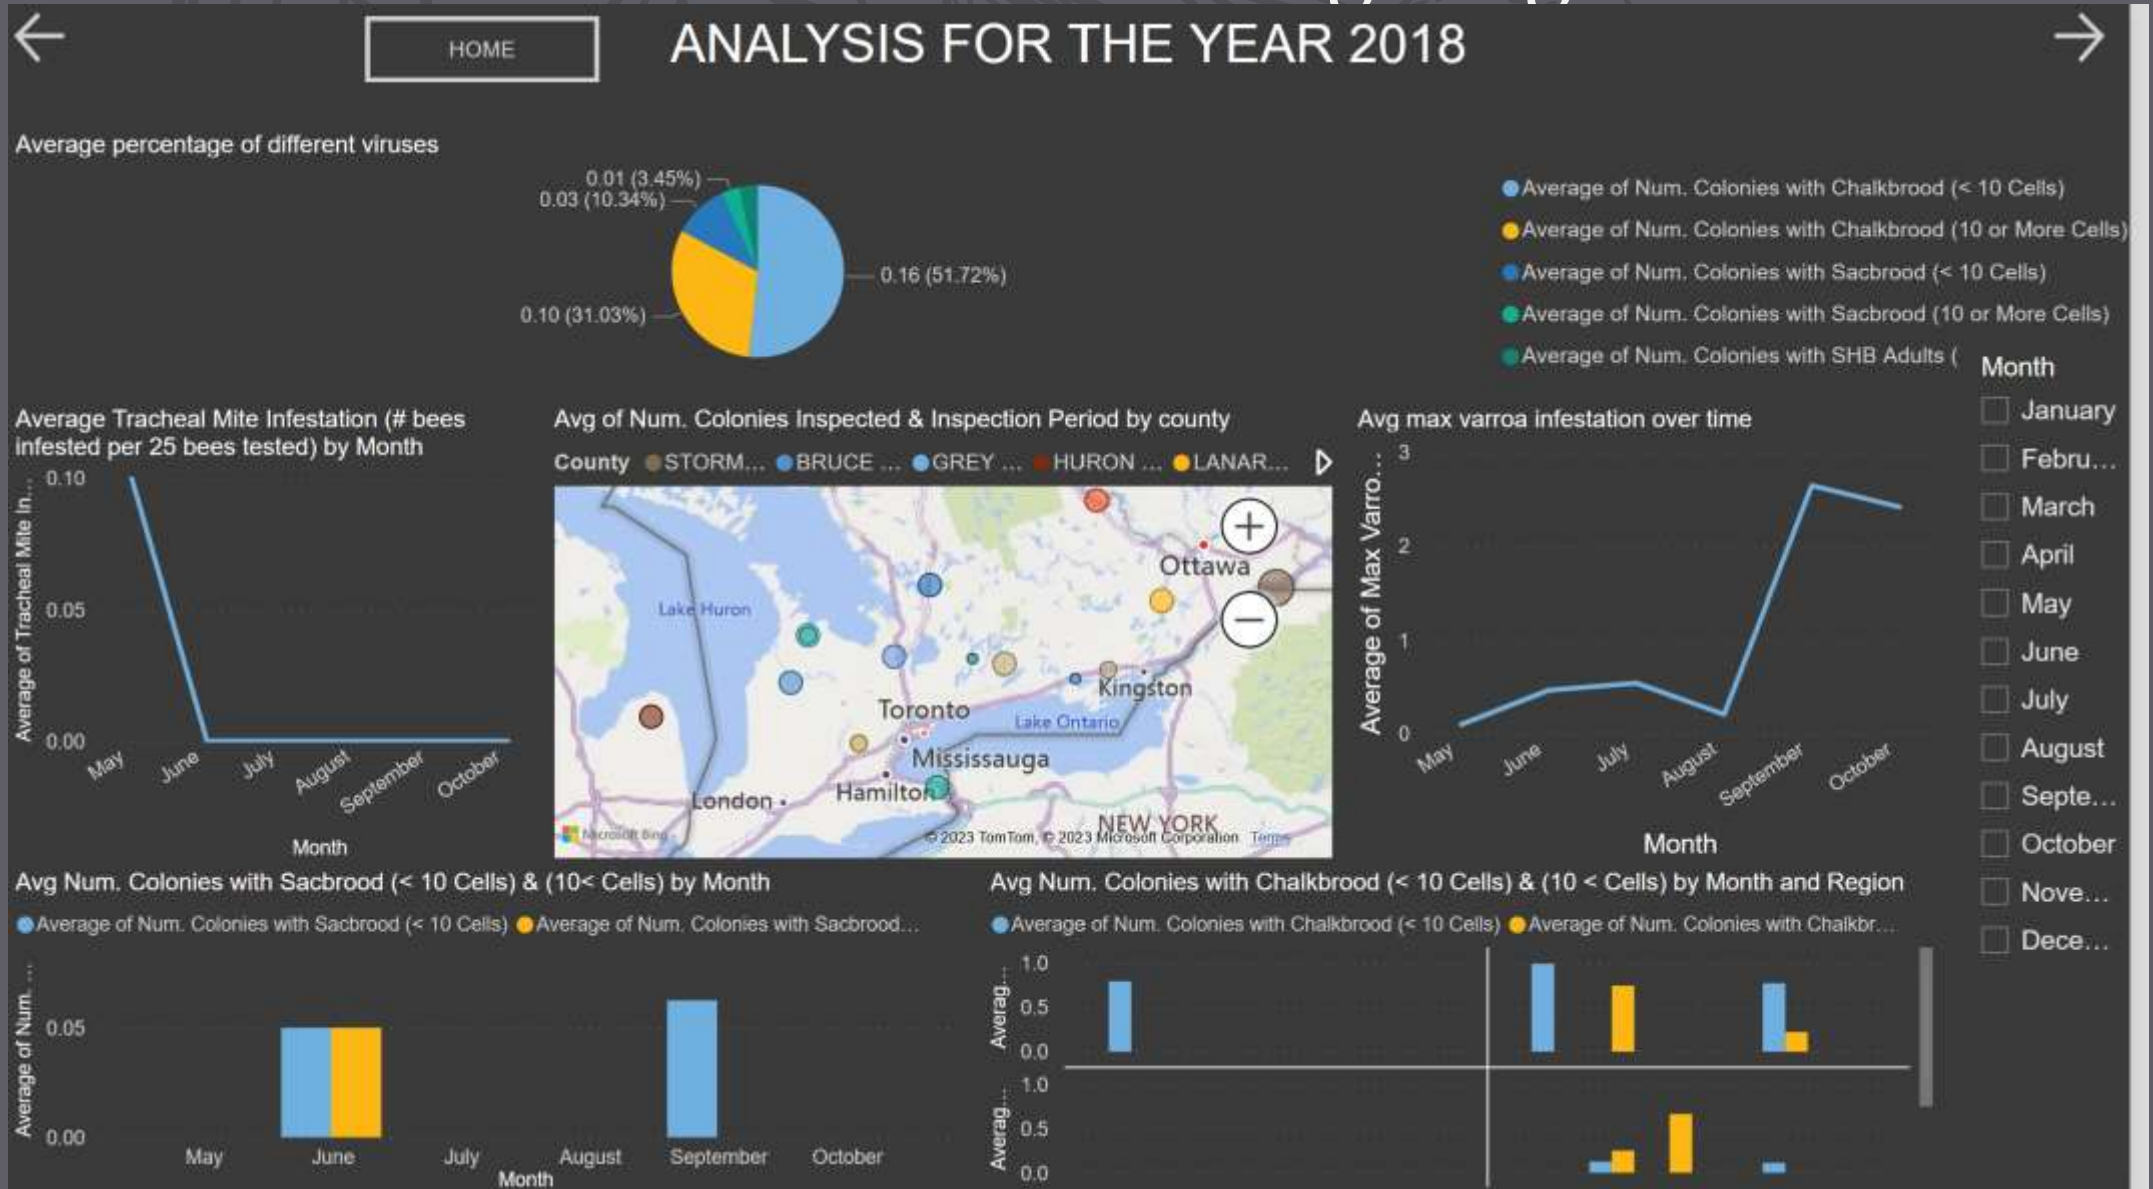 HOME
ANALYSIS FOR THE YEAR 2018
Average percentage of different viruses
0.01 (3.45%)
0.03 (10.34%)
0.16 (51.72%)
0.10 (31.03%)
Average of Num. Colonies with Chalkbrood (< 10 Cells)
Average of Num. Colonies with Chalkbrood (10 or More Cells)
Average of Num. Colonies with Sacbrood (< 10 Cells)
Average of Num. Colonies with Sacbrood (10 or More Cells)
Average of Num. Colonies with SHB Adults (
Average Tracheal Mite Infestation (# bees
infested per 25 bees tested) by Month
Average of Tracheal Mite In...
0.10
0.05
0.00
May
June
July
August
September
October
Month
Avg of Num. Colonies Inspected & Inspection Period by county
County STORM... BRUCE ... GREY ... HURON ... LANAR...
Ottawa
Lake Huron
Kingston
Toronto
Lake Ontario
Mississauga
London
Hamilton
NEW YORK
Microsoft Bing
© 2023 TomTom, © 2023 Microsoft Corporation Terms
Avg max varroa infestation over time
Average of Max Varro...
3
2
1
0
May
June
July
August
September
October
Month
Month
January
Febru...
March
April
May
June
July
August
Septe...
October
Nove...
Dece...
Avg Num. Colonies with Sacbrood (< 10 Cells) & (10< Cells) by Month
Average of Num. Colonies with Sacbrood (< 10 Cells) Average of Num. Colonies with Sacbrood...
Average of Num. ...
0.05
0.00
May June July August September October
Month
Avg Num. Colonies with Chalkbrood (< 10 Cells) & (10 < Cells) by Month and Region
Average of Num. Colonies with Chalkbrood (< 10 Cells) Average of Num. Colonies with Chalkbr...
Averag...
1.0
0.5
0.0
Averag...
1.0
0.5
0.0